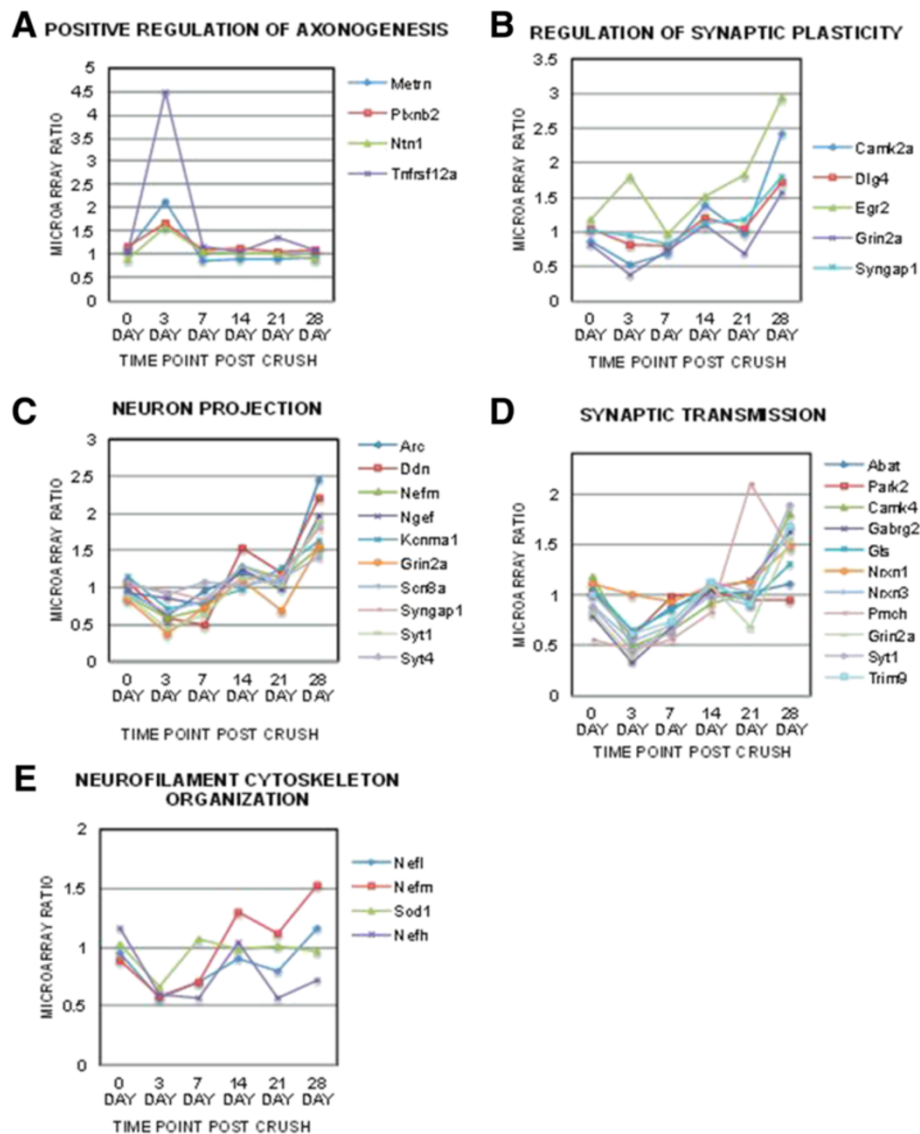 A POSITIVE REGULATION OF AXONOGENESIS
5
4.5
4
3.5
3
2.5
2
1.5
1
0.5
0
MICROARRAY RATIO
0 3 7 14 21 28
DAY DAY DAY DAY DAY DAY
TIME POINT POST CRUSH
Metrn
Plxnb2
Ntn1
Tnfrsf12a
B REGULATION OF SYNAPTIC PLASTICITY
3.5
3
2.5
2
1.5
1
0.5
0
MICROARRAY RATIO
0 3 7 14 21 28
DAY DAY DAY DAY DAY DAY
TIME POINT POST CRUSH
Camk2a
Dlg4
Egr2
Grin2a
Syngap1
C NEURON PROJECTION
3
2.5
2
1.5
1
0.5
0
MICROARRAY RATIO
0 3 7 14 21 28
DAY DAY DAY DAY DAY DAY
TIME POINT POST CRUSH
Arc
Ddn
Nefm
Ngef
Kcnma1
Grin2a
Scn8a
Syngap1
Syt1
Syt4
D SYNAPTIC TRANSMISSION
2
1.5
1
0.5
0
MICROARRAY RATIO
0 3 7 14 21 28
DAY DAY DAY DAY DAY DAY
TIME POINT POST CRUSH
Abat
Park2
Camk4
Gabrg2
Gls
Nrxn1
Nrxn3
Pmch
Grin2a
Syt1
Trim9
E NEUROFILAMENT CYTOSKELETON
ORGANIZATION
2
1.5
1
0.5
0
MICROARRAY RATIO
0 3 7 14 21 28
DAY DAY DAY DAY DAY DAY
TIME POINT POST CRUSH
Nefl
Nefm
Sod1
Nefh